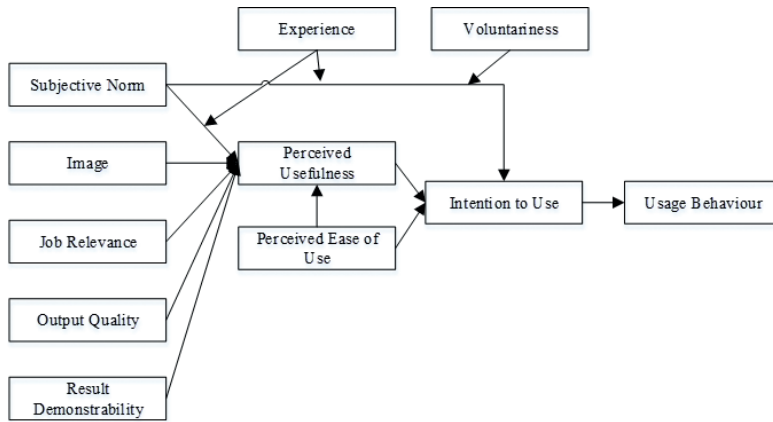 Experience
Voluntariness
Subjective Norm
Image
Perceived
Usefulness
Intention to Use
Usage Behaviour
Job Relevance
Perceived Ease of
Use
Output Quality
Result
Demonstrability